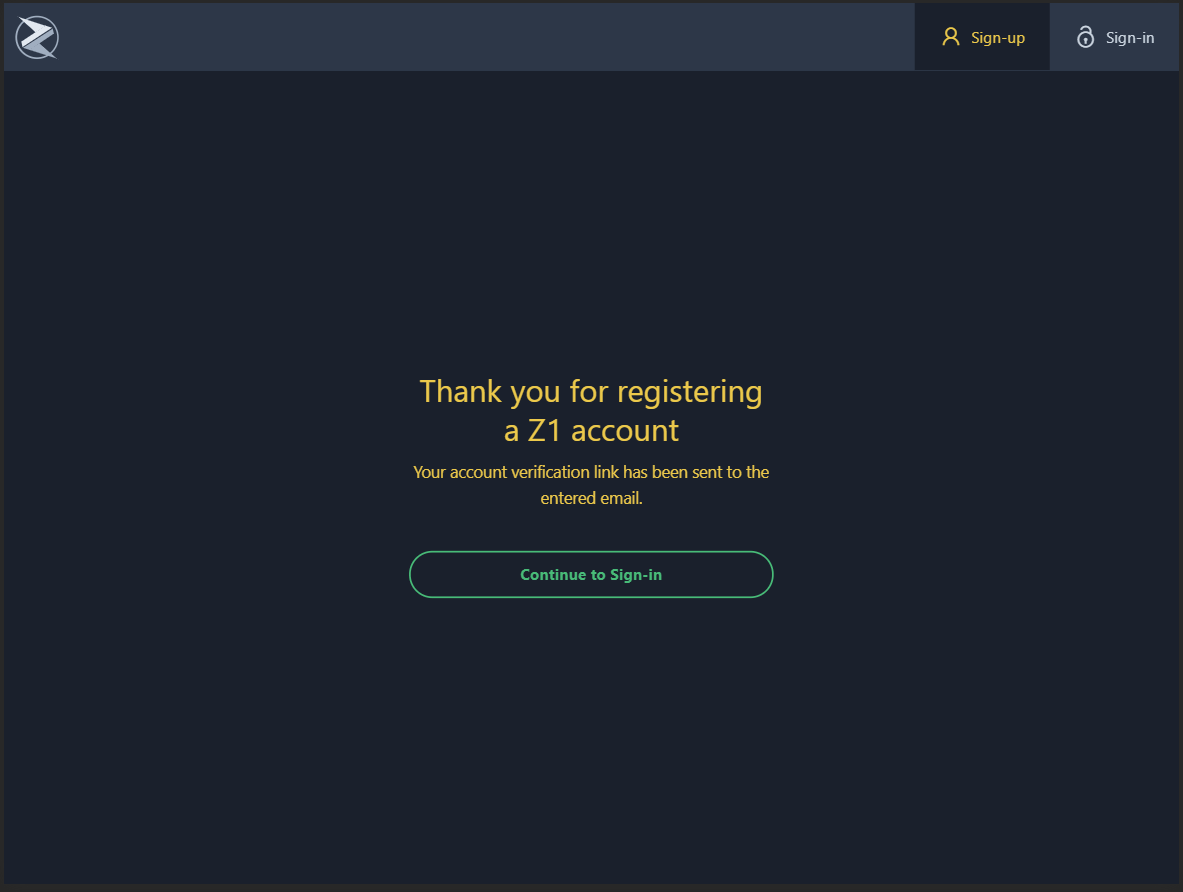 Sign-up
Sign-in
Thank you for registering
a Z1 account
Your account verification link has been sent to the
entered email.
Continue to Sign-in